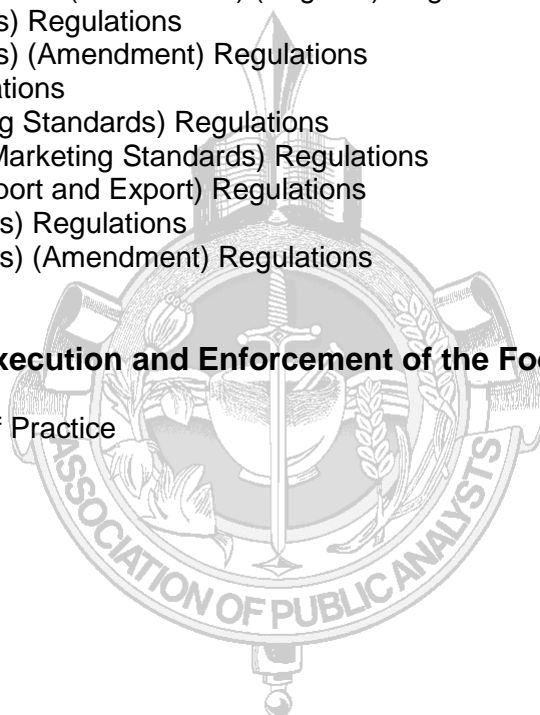 s) Regulations
s) (Amendment) Regulations
ations
g Standards) Regulations
Marketing Standards) Regulations
port and Export) Regulations
s) Regulations
s) (Amendment) Regulations
xecution and Enforcement of the Foo
f Practice
ASSOCIATION OF PUBLIC ANALYSTS